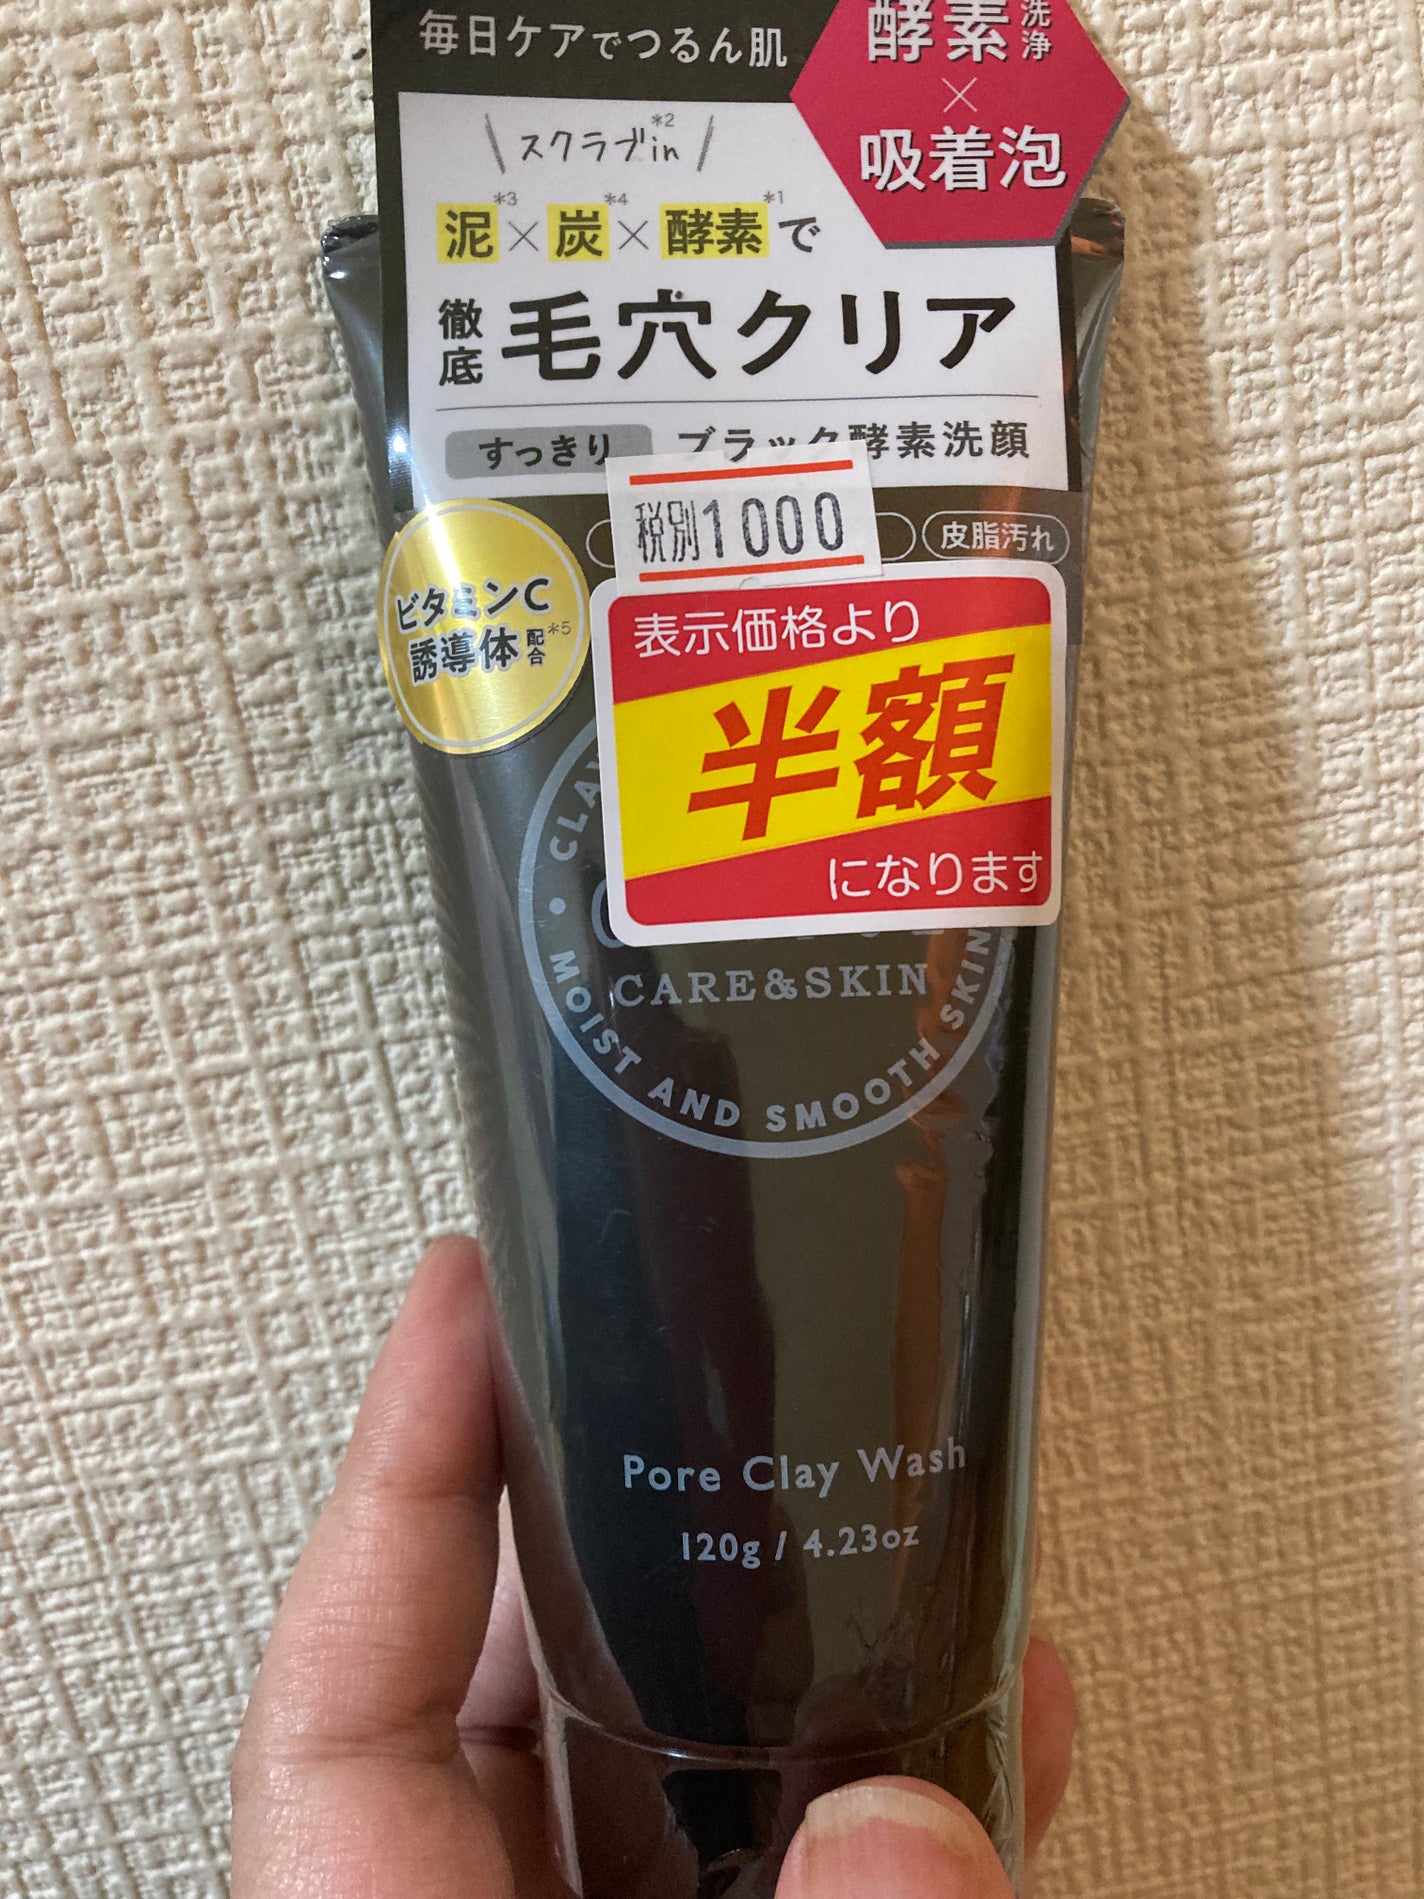 毎日ケアでつるん肌
酵素洗浄
×
吸着泡
スクラブin*2
泥*3×炭*4×酵素*1で
徹底毛穴クリア
すっきり ブラック酵素洗顔
税別1000
皮脂汚れ
ビタミンC
誘導体配合*5
表示価格より
半額
になります
CARE&SKIN
MOIST AND SMOOTH SKIN
Pore Clay Wash
120g / 4.23oz